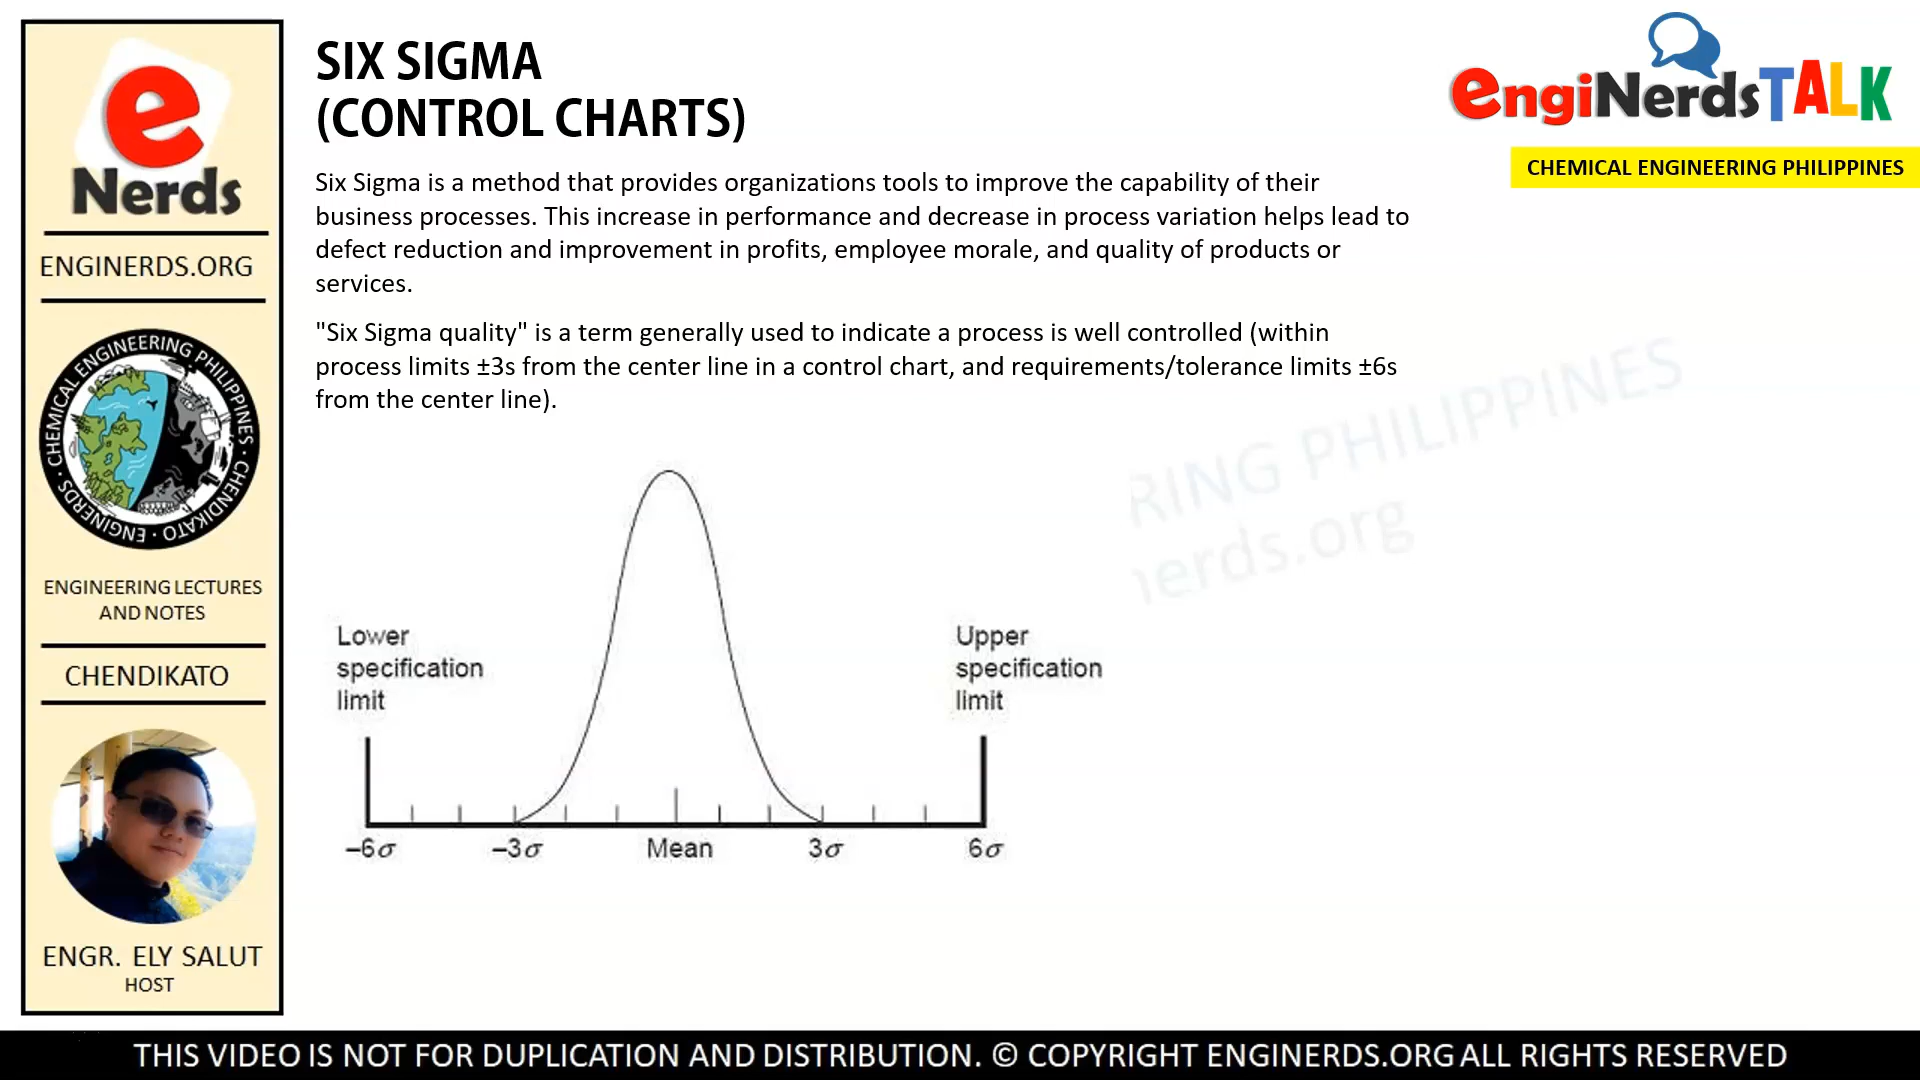 e
Nerds
ENGINERDS.ORG
CHEMICAL ENGINEERING PHILIPPINES · CHENDIKATO · ENGINERDS ·
ENGINEERING LECTURES
AND NOTES
CHENDIKATO
ENGR. ELY SALUT
HOST
SIX SIGMA
(CONTROL CHARTS)
Six Sigma is a method that provides organizations tools to improve the capability of their
business processes. This increase in performance and decrease in process variation helps lead to
defect reduction and improvement in profits, employee morale, and quality of products or
services.
"Six Sigma quality" is a term generally used to indicate a process is well controlled (within
process limits ±3s from the center line in a control chart, and requirements/tolerance limits ±6s
from the center line).
Lower
specification
limit
Upper
specification
limit
−6σ −3σ Mean 3σ 6σ
engiNerdsTALK
CHEMICAL ENGINEERING PHILIPPINES
RING PHILIPPINES
nerds.org
THIS VIDEO IS NOT FOR DUPLICATION AND DISTRIBUTION. © COPYRIGHT ENGINERDS.ORG ALL RIGHTS RESERVED